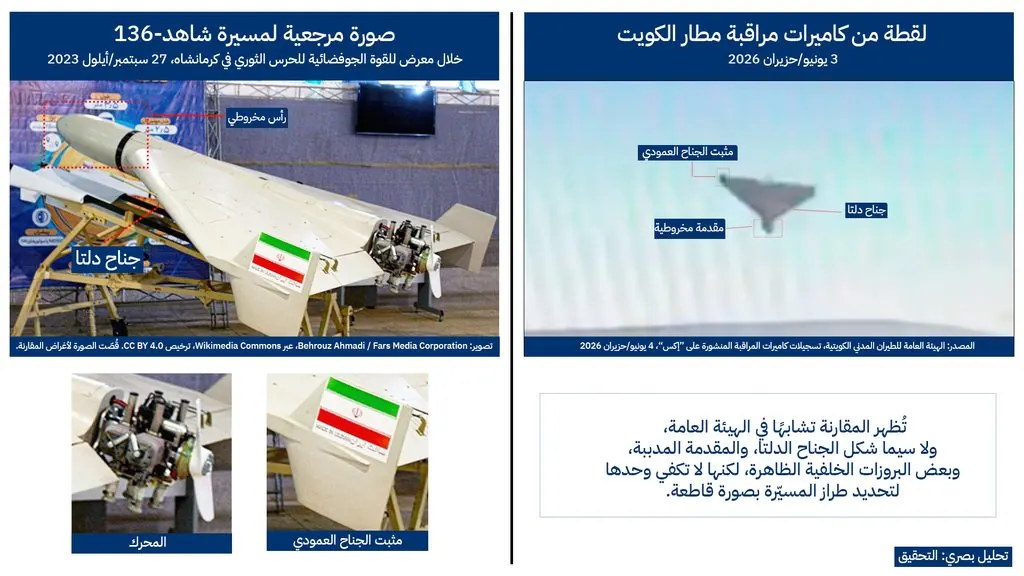 لقطة من كاميرات مراقبة مطار الكويت
3 يونيو/حزيران 2026
مثبت الجناح العمودي
جناح دلتا
مقدمة مخروطية
المصدر: الهيئة العامة للطيران المدني الكويتية، تسجيلات كاميرات المراقبة المنشورة على "إكس"، 4 يونيو/حزيران 2026
تُظهر المقارنة تشابهًا في الهيئة العامة،
ولا سيما شكل الجناح الدلتا، والمقدمة المدببة،
وبعض البروزات الخلفية الظاهرة، لكنها لا تكفي وحدها
لتحديد طراز المسيّرة بصورة قاطعة.
تحليل بصري: التحقيق
صورة مرجعية لمسيرة شاهد-136
خلال معرض للقوة الجوفضائية للحرس الثوري في كرمانشاه، 27 سبتمبر/أيلول 2023
رأس مخروطي
جناح دلتا
تصوير: Behrouz Ahmadi / Fars Media Corporation، عبر Wikimedia Commons، ترخيص CC BY 4.0. قُصّت الصورة لأغراض المقارنة.
مثبت الجناح العمودي
المحرك